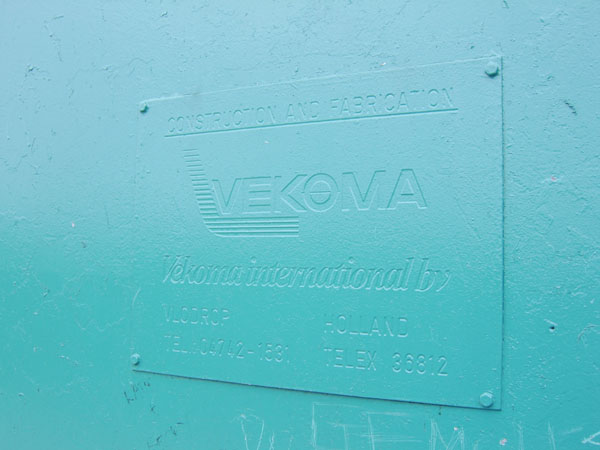 CONSTRUCTION AND FABRICATION
VEKOMA
Vekoma international bv
VLODROP HOLLAND
TEL:04742-1531 TELEX 36812